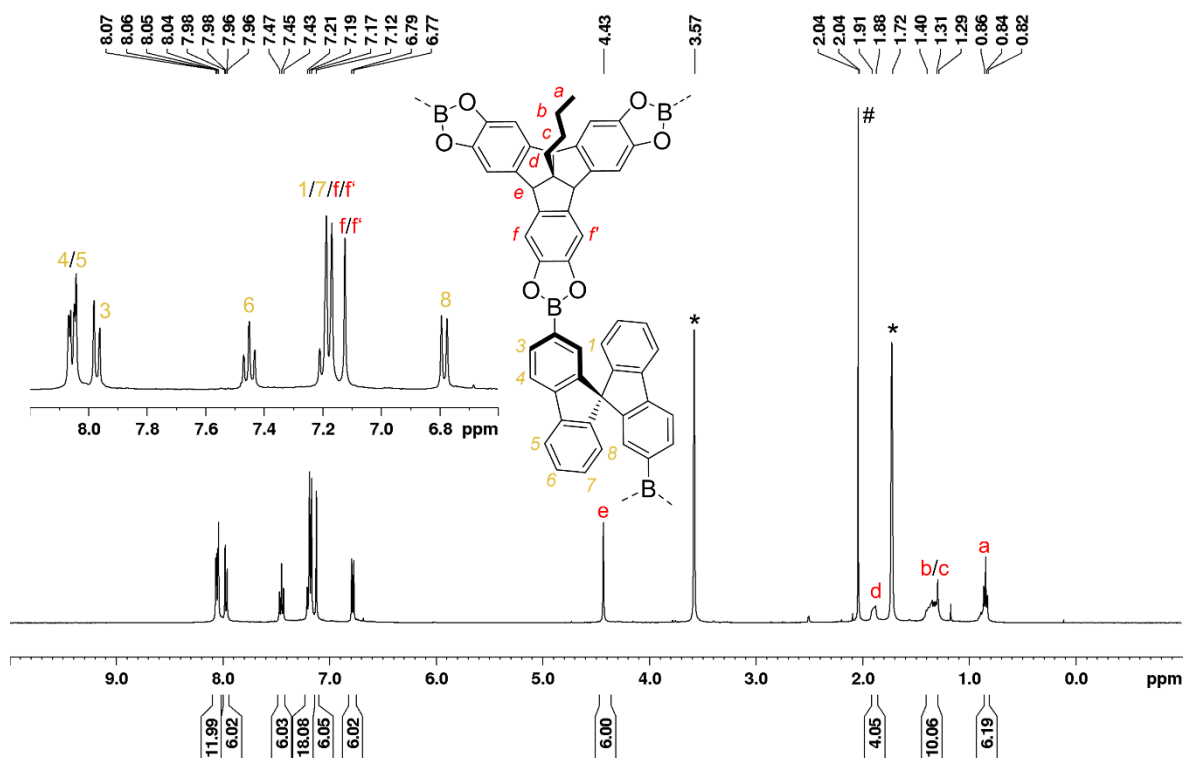 8.07 8.06 8.05 8.04 7.98 7.98 7.96 7.96 7.47 7.45 7.43 7.21 7.19 7.17 7.12 6.79 6.77 4.43 3.57 2.04 2.04 1.91 1.88 1.72 1.40 1.31 1.29 0.86 0.84 0.82
4/5
3
6
1/7/f/f'
f/f'
8
8.0 7.8 7.6 7.4 7.2 7.0 6.8 ppm
a
b
c
d
e
f
f'
B
O
O
B
O
O
O
O
B
3
1
4
5
6
7
8
B
e
*
#
*
d
b/c
a
9.0 8.0 7.0 6.0 5.0 4.0 3.0 2.0 1.0 0.0 ppm
11.99 6.02 6.03 18.08 6.05 6.02 6.00 4.05 10.06 6.19